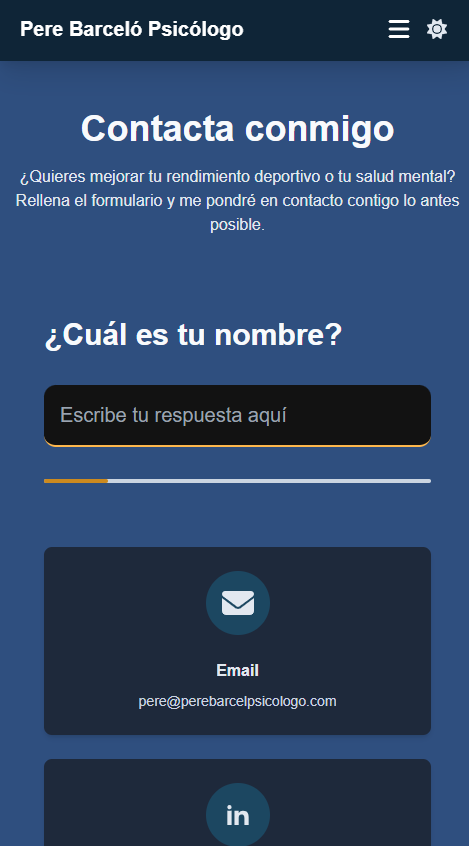 Pere Barceló Psicólogo
Contacta conmigo
¿Quieres mejorar tu rendimiento deportivo o tu salud mental?
Rellena el formulario y me pondré en contacto contigo lo antes
posible.
¿Cuál es tu nombre?
Escribe tu respuesta aquí
Email
pere@perebarcelpsicologo.com
in